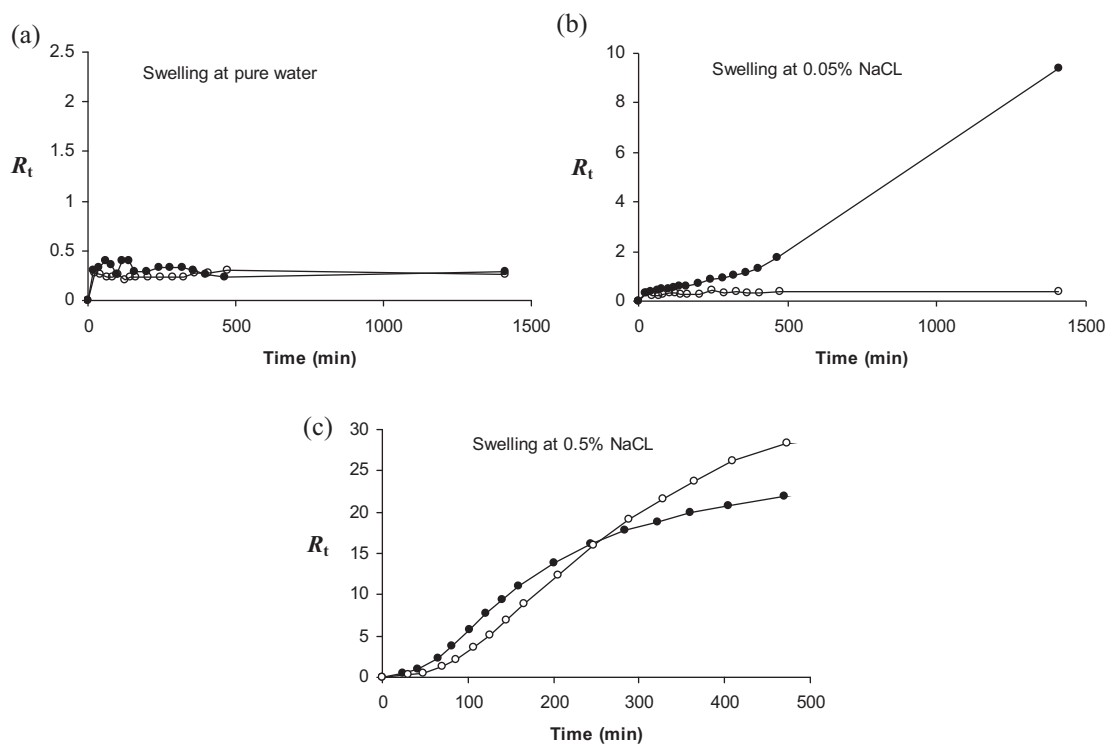 (a)
Swelling at pure water
2.5
2
1.5
1
0.5
0
R_t
0 500 1000 1500
Time (min)
(b)
Swelling at 0.05% NaCL
10
8
6
4
2
0
R_t
0 500 1000 1500
Time (min)
(c)
Swelling at 0.5% NaCL
30
25
20
15
10
5
0
R_t
0 100 200 300 400 500
Time (min)